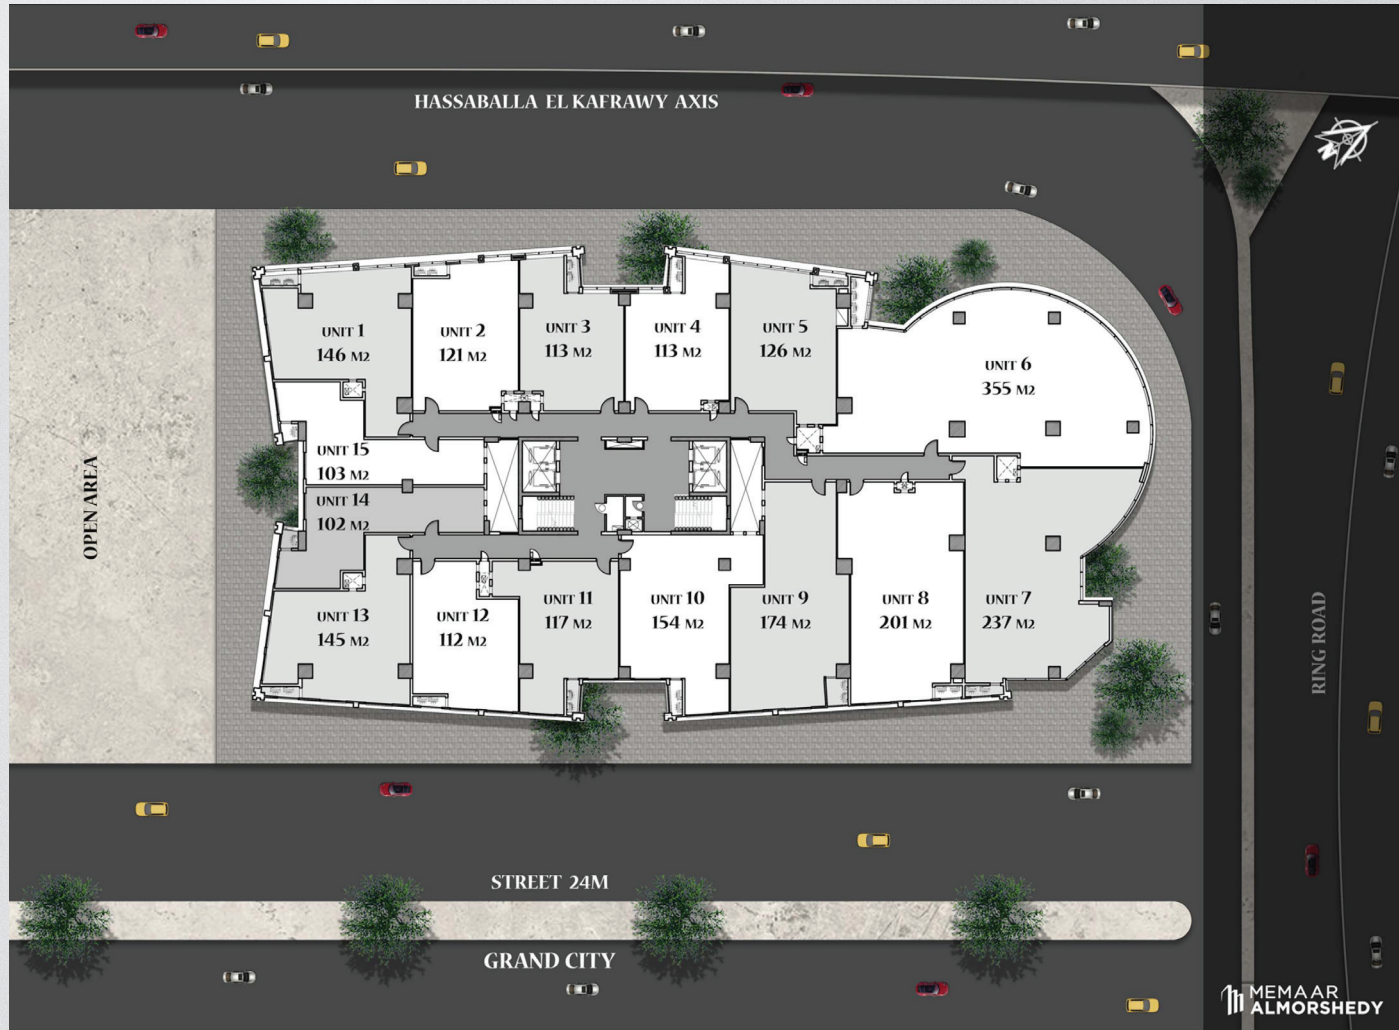 HASSABALLA EL KAFRAWY AXIS
N
UNIT 1
146 M2
UNIT 2
121 M2
UNIT 3
113 M2
UNIT 4
113 M2
UNIT 5
126 M2
UNIT 6
355 M2
UNIT 15
103 M2
UNIT 14
102 M2
UNIT 13
145 M2
UNIT 12
112 M2
UNIT 11
117 M2
UNIT 10
154 M2
UNIT 9
174 M2
UNIT 8
201 M2
UNIT 7
237 M2
OPEN AREA
RING ROAD
STREET 24M
GRAND CITY
MEMAAR
ALMORSHEDY